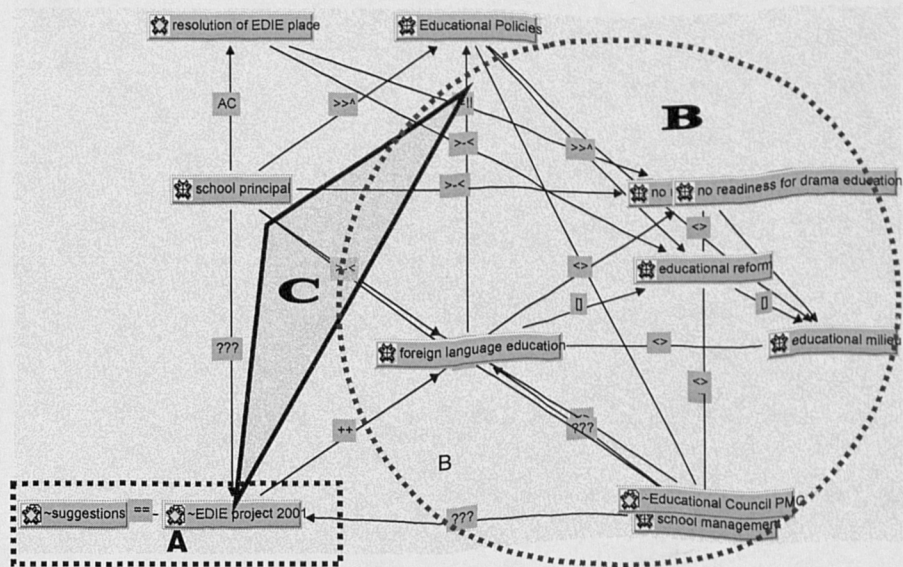 resolution of EDIE place
Educational Policies
AC
>>^
=!!
B
>-<
>>^
school principal
>-<
no
no readiness for drama education
<>
C
>-<
<>
educational reform
[]
[]
???
foreign language education
<>
educational milieu
<>
++
???
B
~Educational Council PMG
~suggestions
==
~EDIE project 2001
???
school management
A